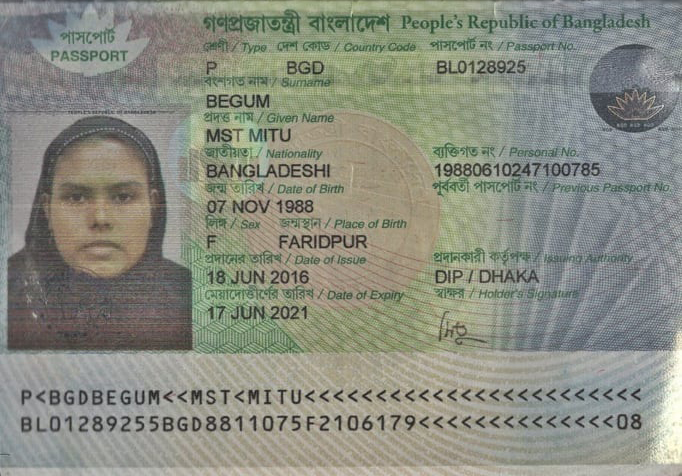 গণপ্রজাতন্ত্রী বাংলাদেশ People's Republic of Bangladesh
পাসপোর্ট
PASSPORT
শ্রেণী / Type দেশ কোড / Country Code পাসপোর্ট নং / Passport No.
P BGD BL0128925
বংশগত নাম / Surname
BEGUM
প্রদত্ত নাম / Given Name
MST MITU
জাতীয়তা / Nationality ব্যক্তিগত নং / Personal No.
BANGLADESHI 19880610247100785
জন্ম তারিখ / Date of Birth পূর্ববর্তী পাসপোর্ট নং / Previous Passport No.
07 NOV 1988
লিঙ্গ / Sex জন্মস্থান / Place of Birth
F FARIDPUR
প্রদানের তারিখ / Date of Issue প্রদানকারী কর্তৃপক্ষ / Issuing Authority
18 JUN 2016 DIP / DHAKA
মেয়াদোত্তীর্ণের তারিখ / Date of Expiry স্বাক্ষর / Holder's Signature
17 JUN 2021
P<BGDBEGUM<<MST<MITU<<<<<<<<<<<<<<<<<<<<<<<<
BL01289255BGD8811075F2106179<<<<<<<<<<<<<<08